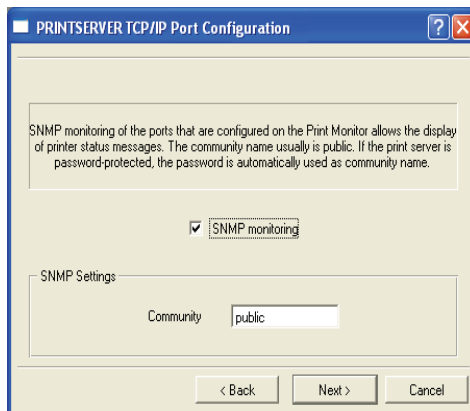 PRINTSERVER TCP/IP Port Configuration
SNMP monitoring of the ports that are configured on the Print Monitor allows the display
of printer status messages. The community name usually is public. If the print server is
password-protected, the password is automatically used as community name.
SNMP monitoring
SNMP Settings
Community public
< Back Next > Cancel